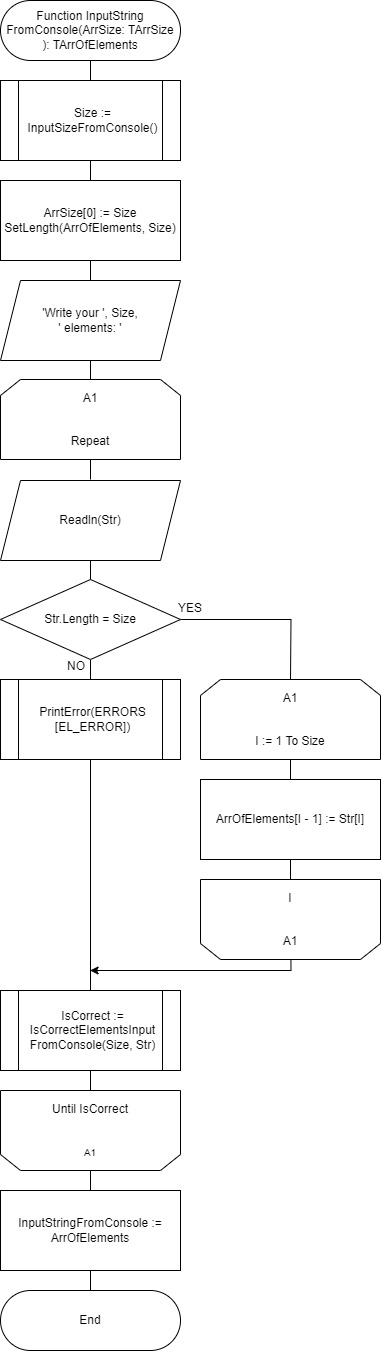 Function InputString
FromConsole(ArrSize: TArrSize
): TArrOfElements
Size :=
InputSizeFromConsole()
ArrSize[0] := Size
SetLength(ArrOfElements, Size)
'Write your ', Size,
' elements: '
A1
Repeat
Readln(Str)
Str.Length = Size
YES
NO
PrintError(ERRORS
[EL_ERROR])
A1
I := 1 To Size
ArrOfElements[I - 1] := Str[I]
I
A1
IsCorrect :=
IsCorrectElementsInput
FromConsole(Size, Str)
Until IsCorrect
A1
InputStringFromConsole :=
ArrOfElements
End